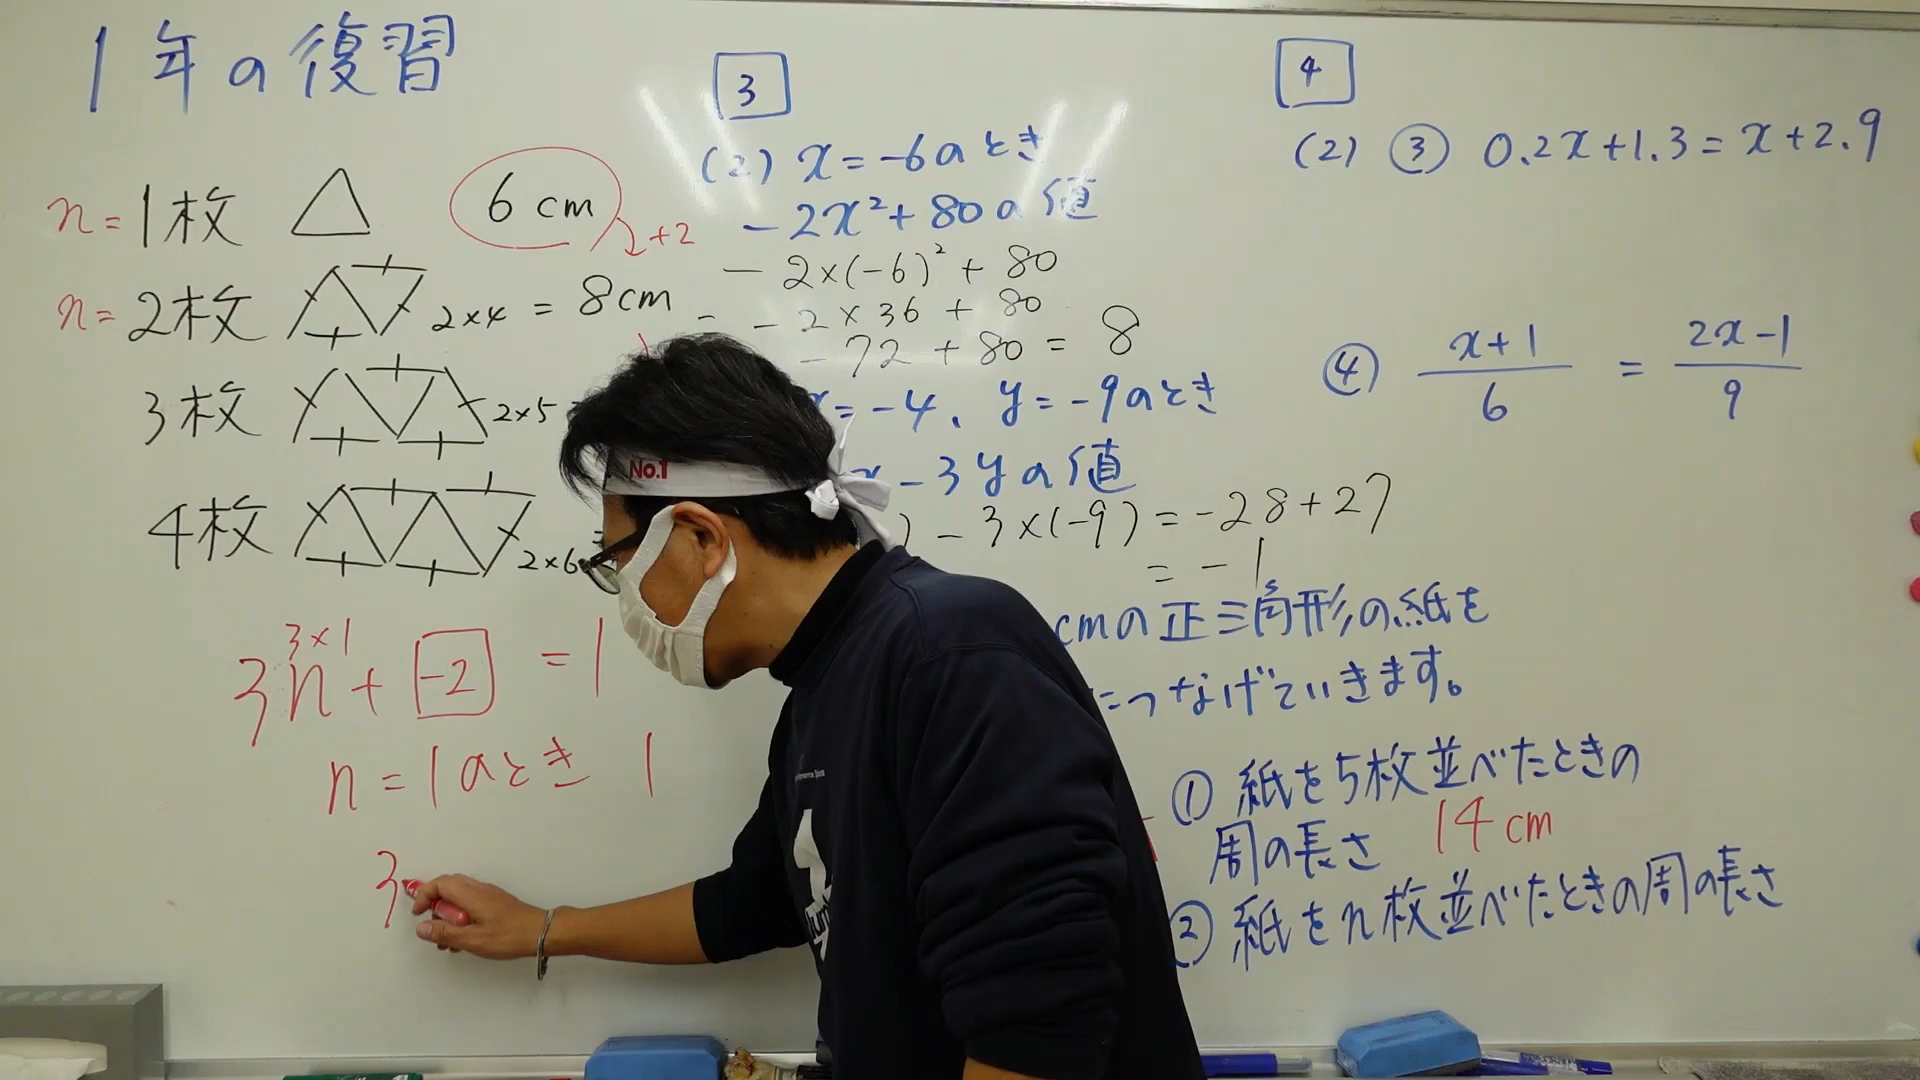 1年の復習
n=1枚 6cm
+2
n=2枚 2×4 = 8cm
3枚 2×5
4枚 2×6
3×1
3n + -2 = 1
n=1のとき 1
3
3
(2) x=-6のとき
-2x²+80の値
- 2×(-6)² + 80
- 2×36 + 80
- 72 + 80 = 8
=-4、y=-9のとき
-3yの値
) - 3×(-9) = -28+27
= -1
cmの正三角形の紙を
つなげていきます。
① 紙を5枚並べたときの
周の長さ 14cm
② 紙をn枚並べたときの周の長さ
4
(2) ③ 0.2x+1.3=x+2.9
④ x+1/6 = 2x-1/9
No.1